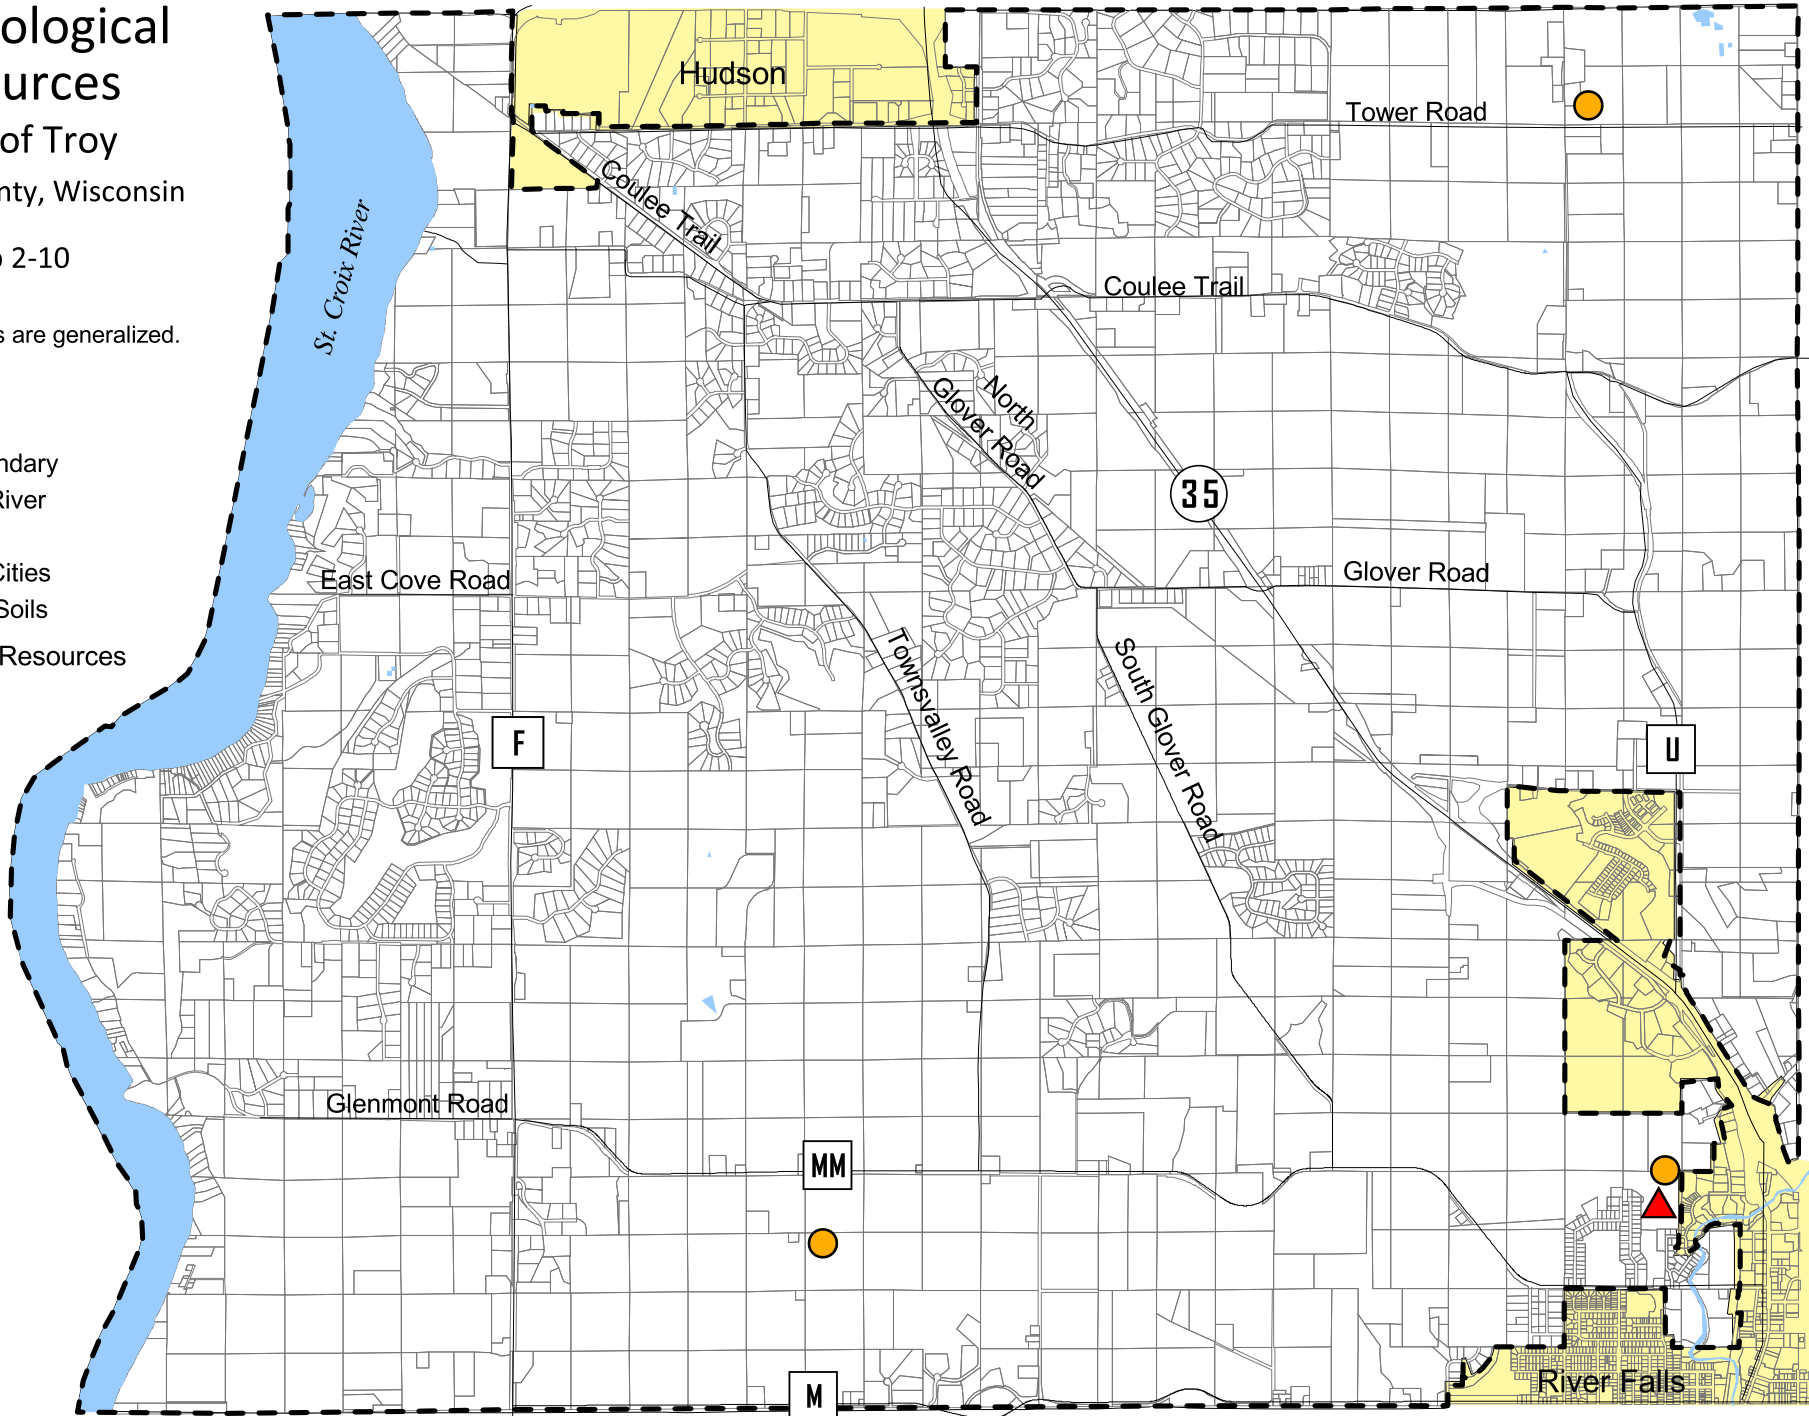 ological
urces
of Troy
nty, Wisconsin
2-10
s are generalized.
ndary
River
Cities
Soils
Resources
Hudson
Tower Road
Coulee Trail
St. Croix River
Coulee Trail
North
Glover Road
35
East Cove Road
Glover Road
Townsvalley Road
South Glover Road
F
U
Glenmont Road
MM
M
River Falls